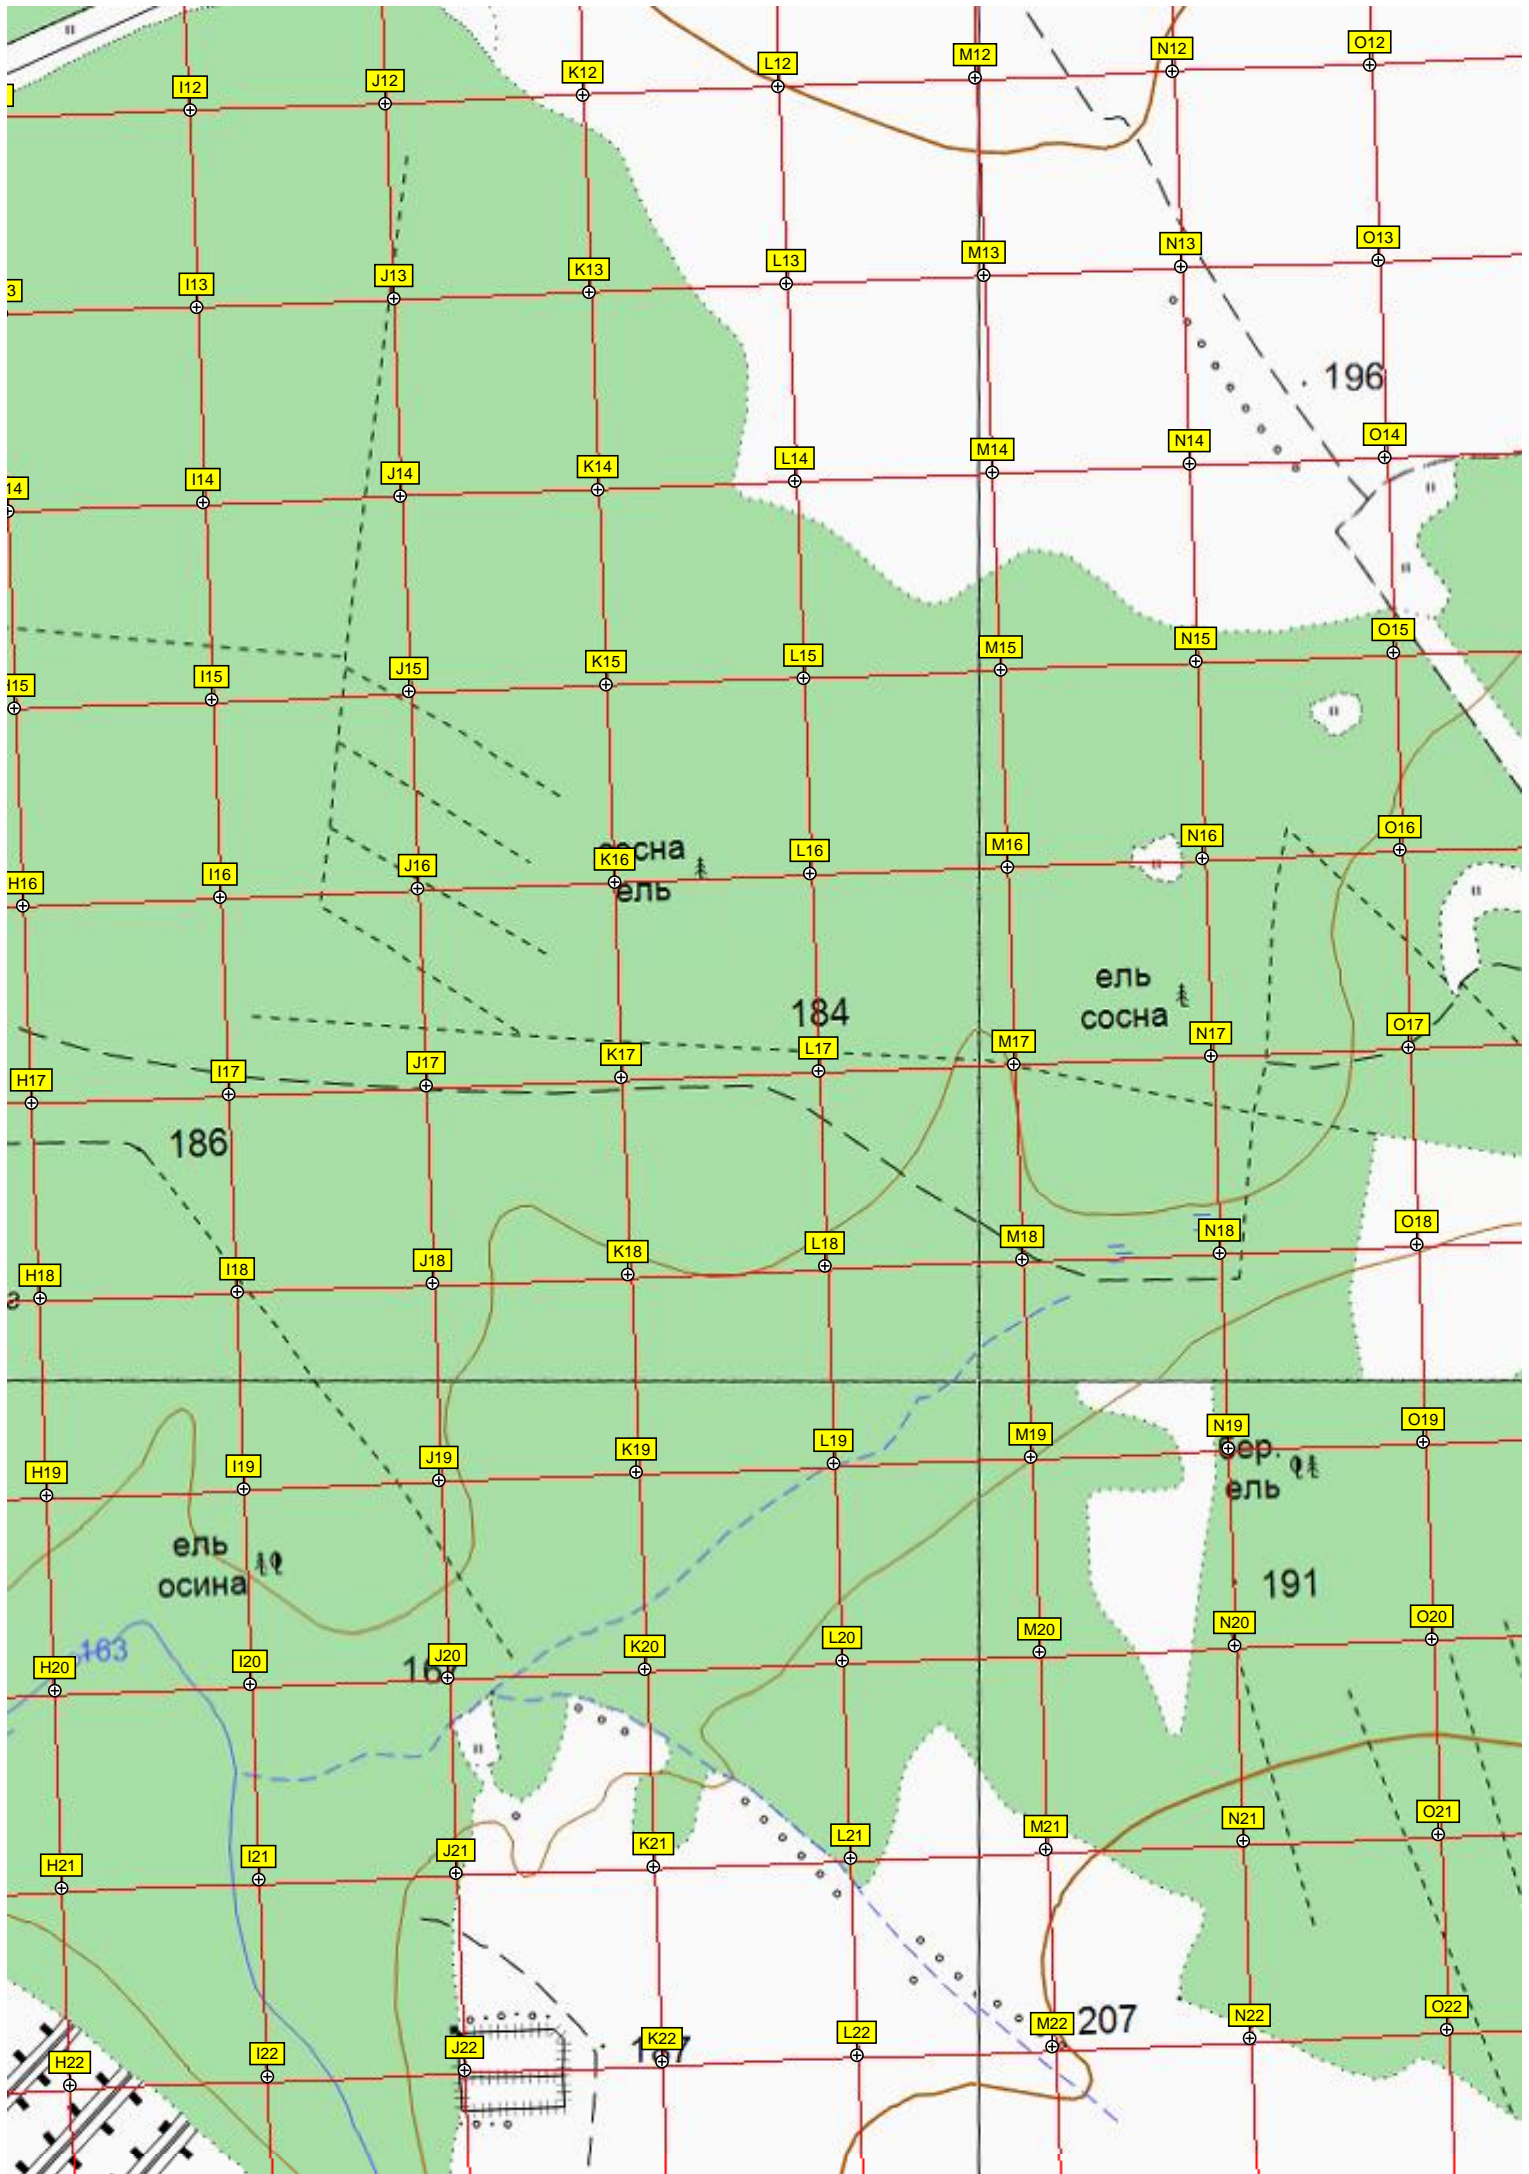 I12 J12 K12 L12 M12 N12 O12
I13 J13 K13 L13 M13 N13 O13
196
I14 J14 K14 L14 M14 N14 O14
I15 J15 K15 L15 M15 N15 O15
сосна
H16 I16 J16 K16 L16 M16 N16 O16
ель
ель
сосна
184
H17 I17 J17 K17 L17 M17 N17 O17
186
H18 I18 J18 K18 L18 M18 N18 O18
H19 I19 J19 K19 L19 M19 N19 O19
бер.
ель
ель
осина
191
163
H20 I20 J20 K20 L20 M20 N20 O20
H21 I21 J21 K21 L21 M21 N21 O21
207
H22 I22 J22 K22 L22 M22 N22 O22